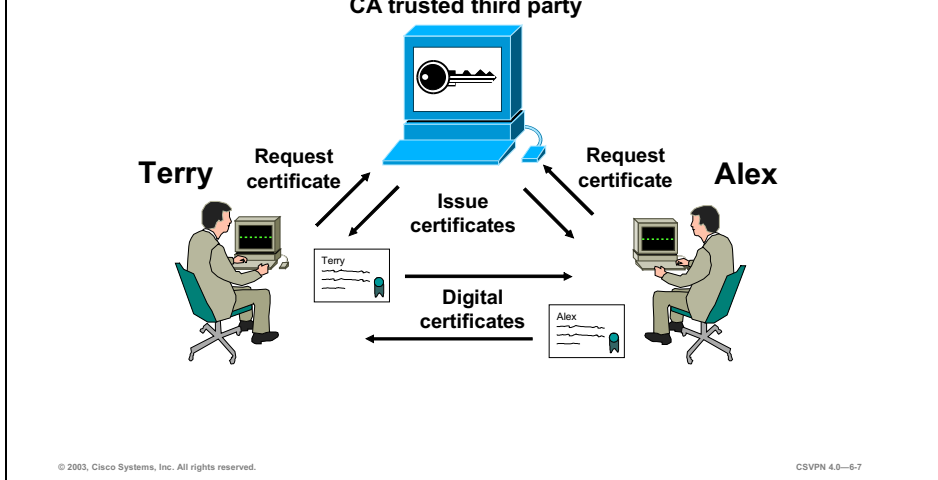 CA trusted third party
Terry
Request
certificate
Request
certificate
Alex
Issue
certificates
Terry
Digital
certificates
Alex
© 2003, Cisco Systems, Inc. All rights reserved.
CSVPN 4.0—6-7